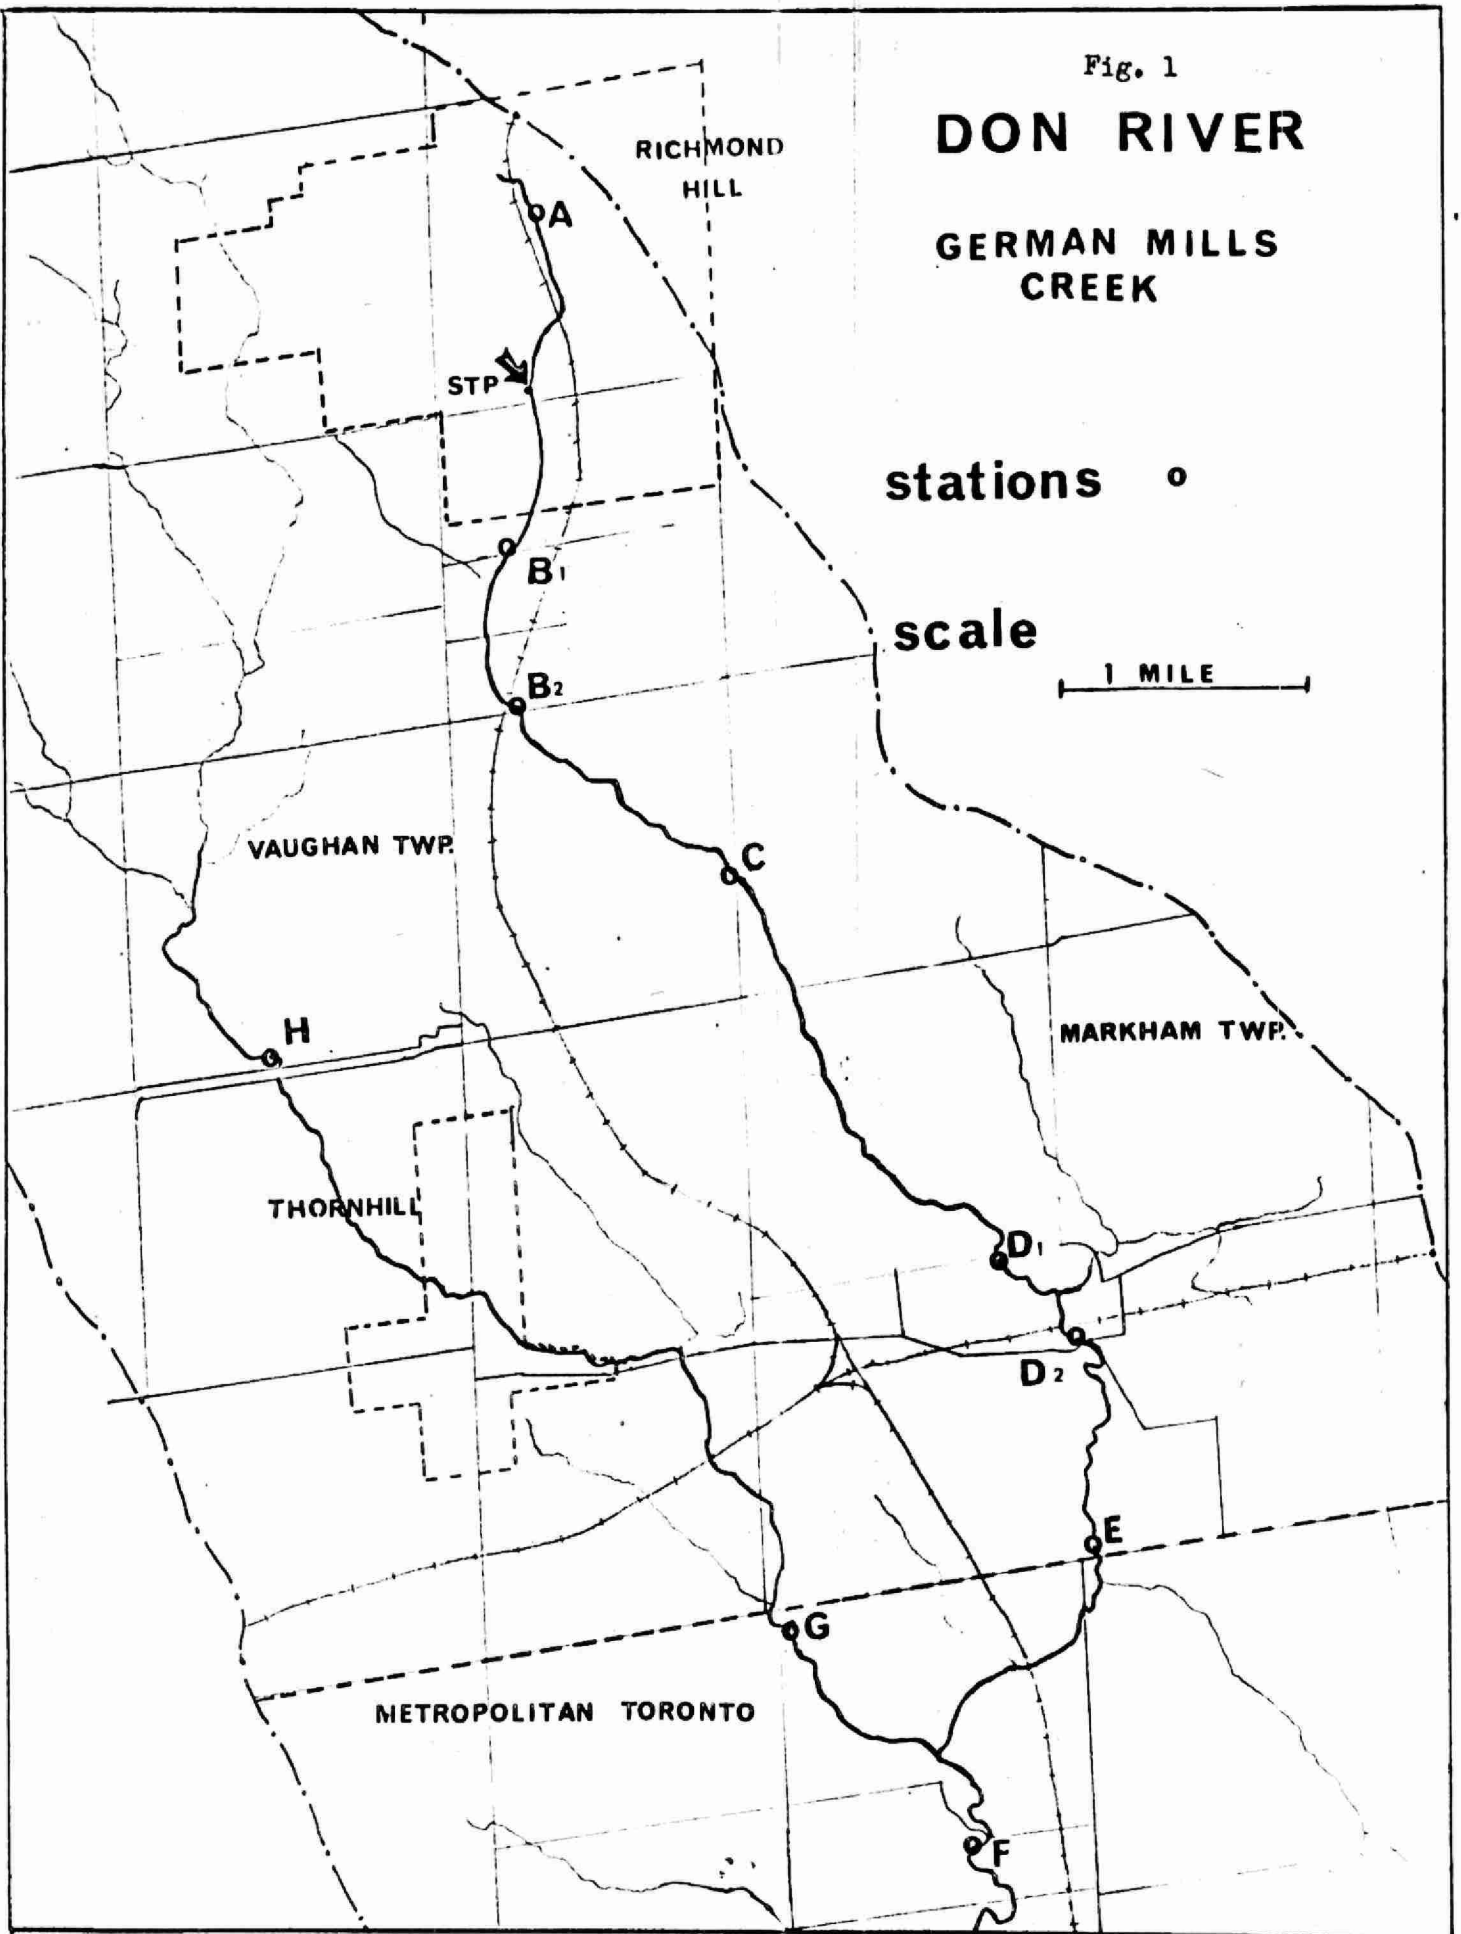 Fig. 1
DON RIVER
GERMAN MILLS
CREEK
RICHMOND
HILL
A
STP
stations o
B1
scale
1 MILE
B2
VAUGHAN TWP.
C
H
MARKHAM TWP.
THORNHILL
D1
D2
E
G
METROPOLITAN TORONTO
F